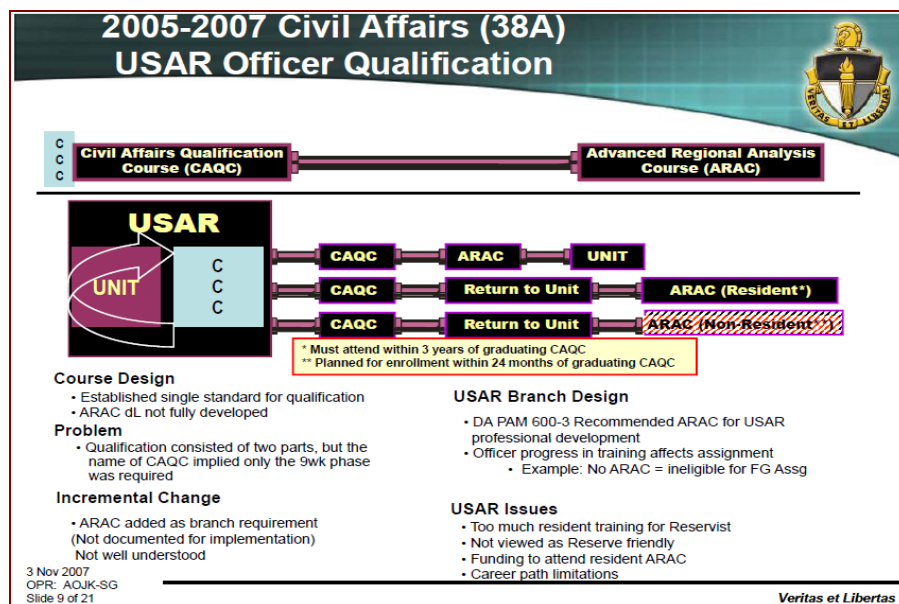 2005-2007 Civil Affairs (38A)
USAR Officer Qualification
VERITAS ET LIBERTAS
C
C
C
Civil Affairs Qualification
Course (CAQC)
Advanced Regional Analysis
Course (ARAC)
USAR
UNIT
C
C
C
CAQC
ARAC
UNIT
CAQC
Return to Unit
ARAC (Resident*)
CAQC
Return to Unit
ARAC (Non-Resident**)
* Must attend within 3 years of graduating CAQC
** Planned for enrollment within 24 months of graduating CAQC
Course Design
• Established single standard for qualification
• ARAC dL not fully developed
Problem
• Qualification consisted of two parts, but the
name of CAQC implied only the 9wk phase
was required
Incremental Change
• ARAC added as branch requirement
(Not documented for implementation)
Not well understood
USAR Branch Design
• DA PAM 600-3 Recommended ARAC for USAR
professional development
• Officer progress in training affects assignment
• Example: No ARAC = ineligible for FG Assg
USAR Issues
• Too much resident training for Reservist
• Not viewed as Reserve friendly
• Funding to attend resident ARAC
• Career path limitations
3 Nov 2007
OPR: AOJK-SG
Slide 9 of 21
Veritas et Libertas